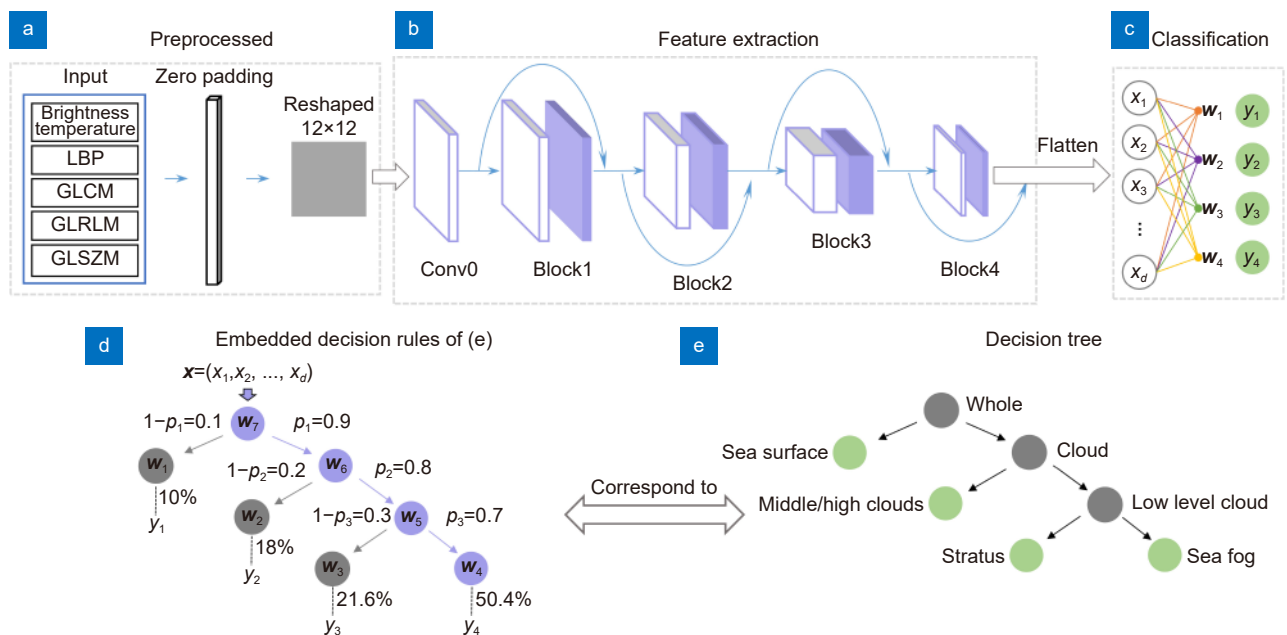 a
Preprocessed
Input
Zero padding
Brightness
temperature
LBP
GLCM
GLRLM
GLSZM
Reshaped
12×12
b
Feature extraction
Conv0
Block1
Block2
Block3
Block4
Flatten
c
Classification
x₁
x₂
x₃
...
x_d
w₁
w₂
w₃
w₄
y₁
y₂
y₃
y₄
d
Embedded decision rules of (e)
x=(x₁,x₂, ..., x_d)
1−p₁=0.1
w₇
p₁=0.9
w₁
1−p₂=0.2
w₆
p₂=0.8
10%
y₁
w₂
1−p₃=0.3
w₅
p₃=0.7
18%
y₂
w₃
w₄
21.6%
50.4%
y₃
y₄
Correspond to
e
Decision tree
Whole
Sea surface
Cloud
Middle/high clouds
Low level cloud
Stratus
Sea fog